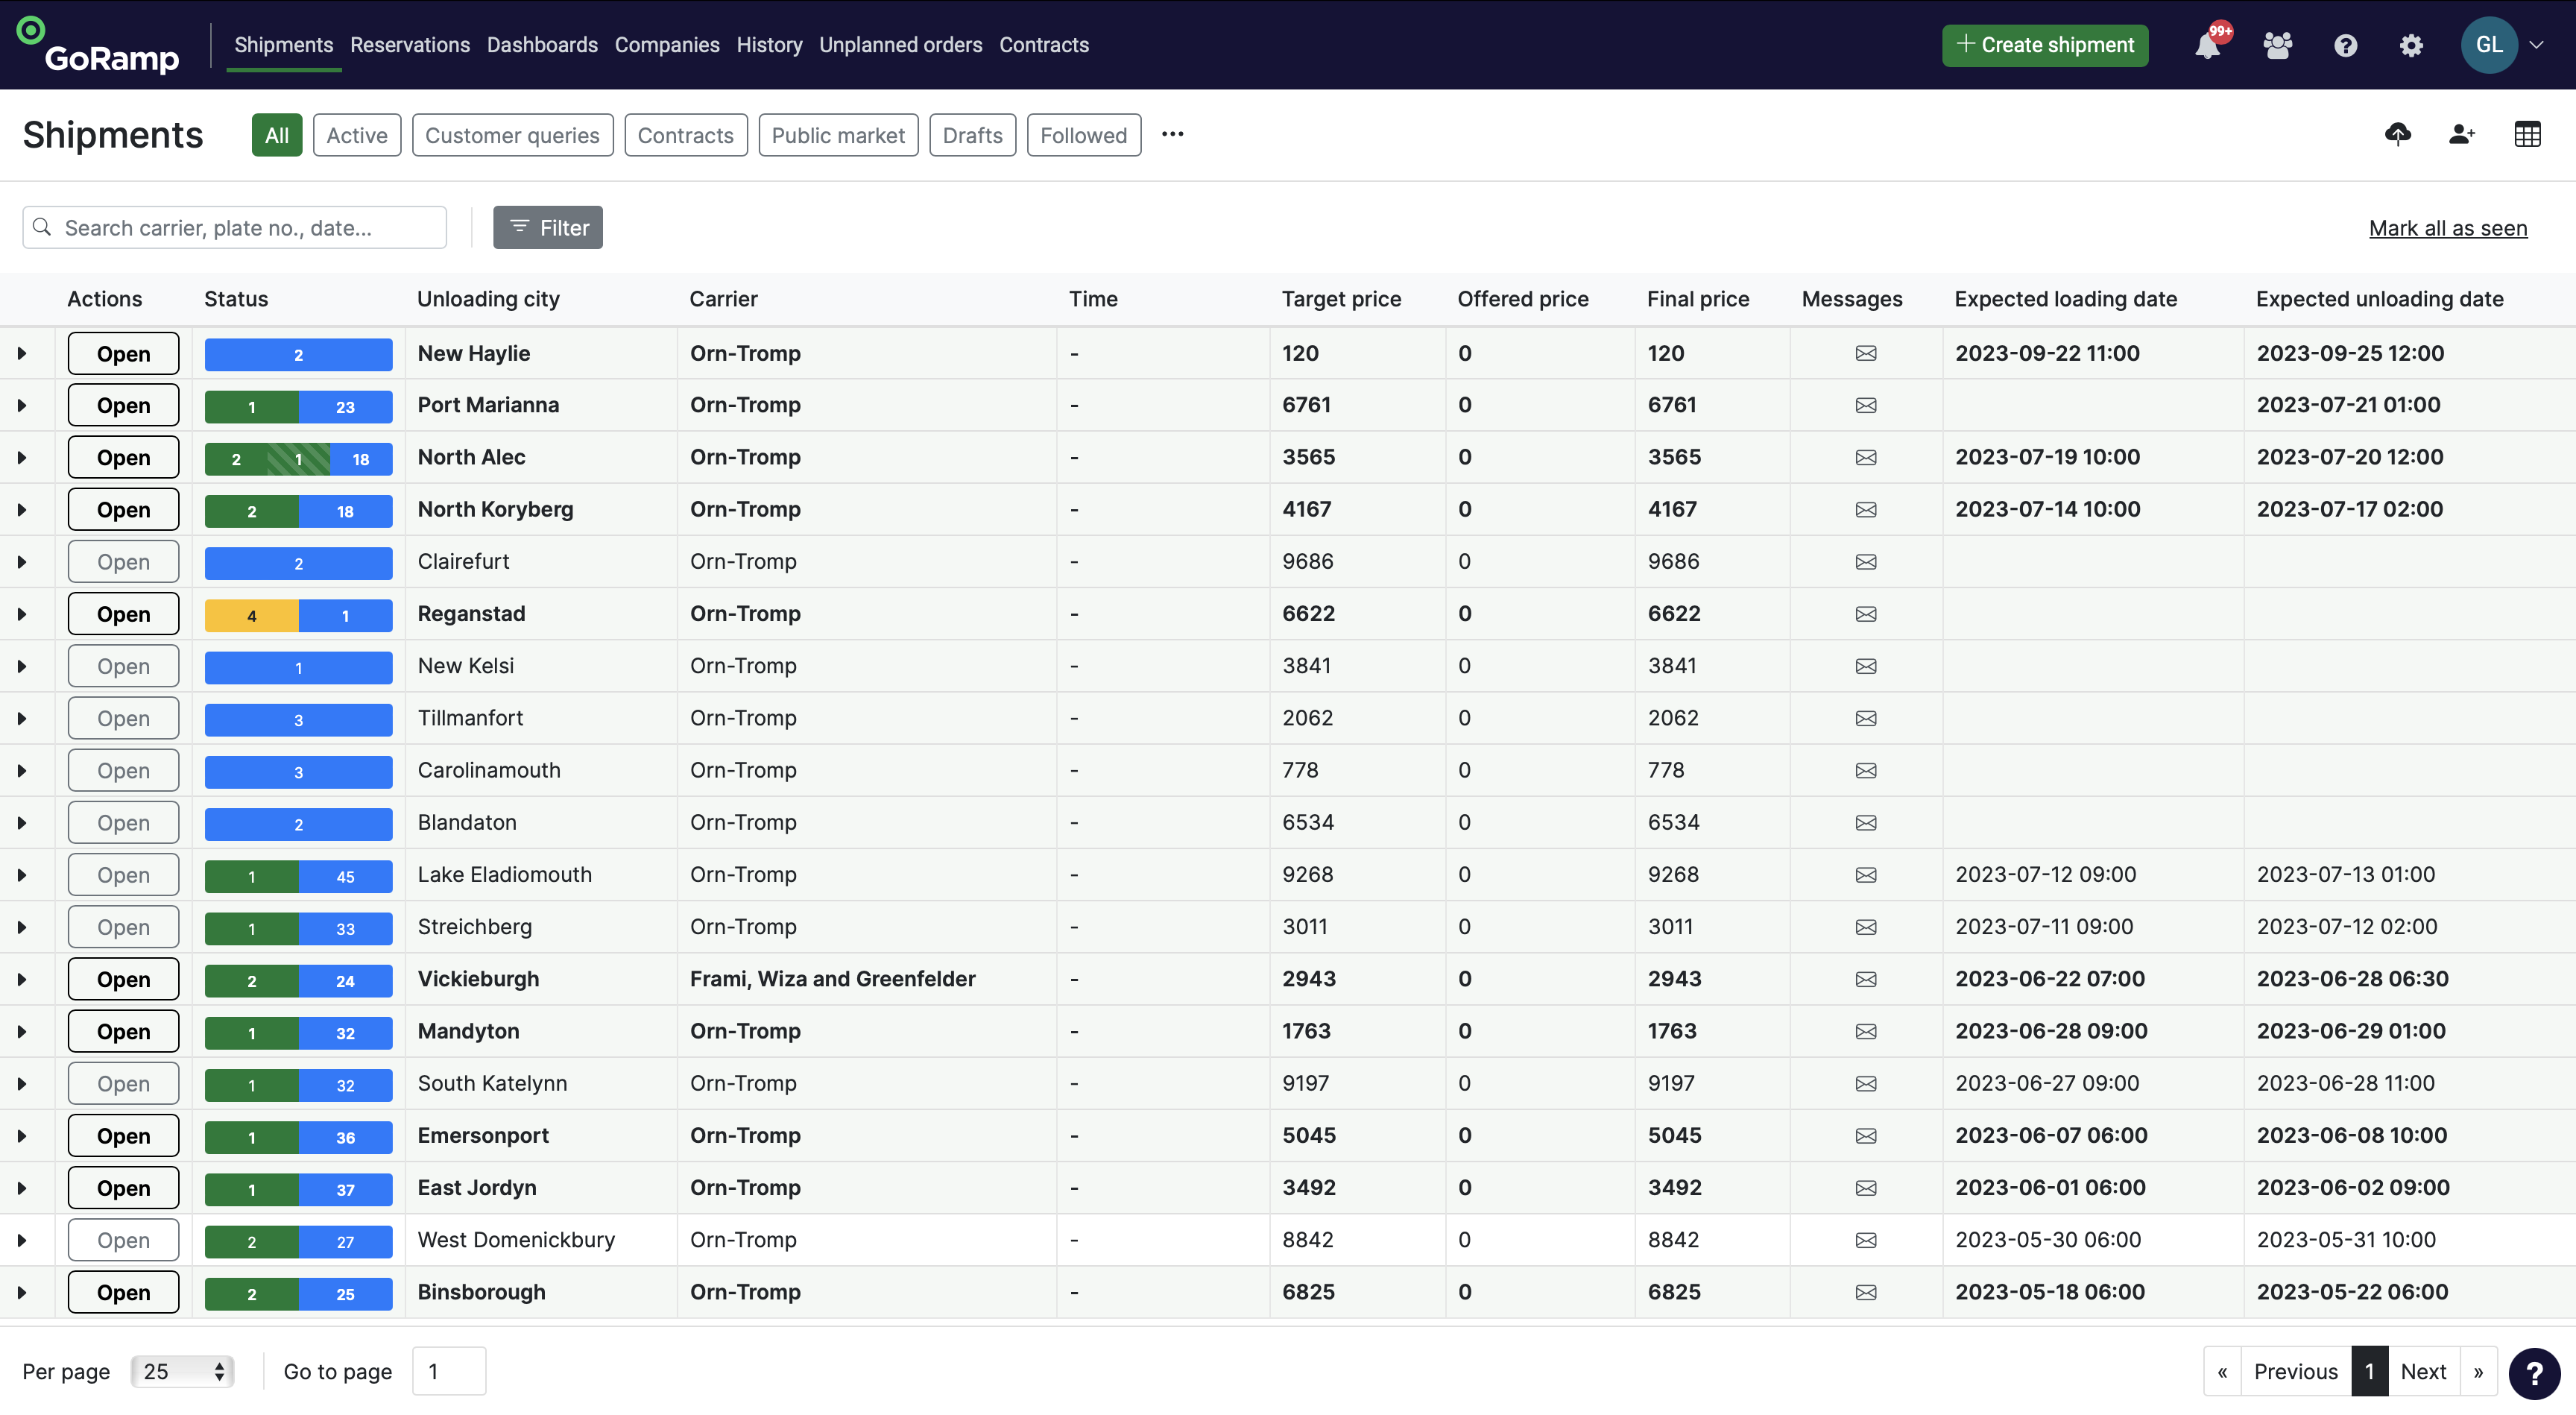 GoRamp Shipments Reservations Dashboards Companies History Unplanned orders Contracts + Create shipment 99+ GL
Shipments All Active Customer queries Contracts Public market Drafts Followed ...
Search carrier, plate no., date... Filter Mark all as seen
Actions Status Unloading city Carrier Time Target price Offered price Final price Messages Expected loading date Expected unloading date
Open 2 New Haylie Orn-Tromp - 120 0 120 2023-09-22 11:00 2023-09-25 12:00
Open 1 23 Port Marianna Orn-Tromp - 6761 0 6761 2023-07-21 01:00
Open 2 1 18 North Alec Orn-Tromp - 3565 0 3565 2023-07-19 10:00 2023-07-20 12:00
Open 2 18 North Koryberg Orn-Tromp - 4167 0 4167 2023-07-14 10:00 2023-07-17 02:00
Open 2 Clairefurt Orn-Tromp - 9686 0 9686
Open 4 1 Reganstad Orn-Tromp - 6622 0 6622
Open 1 New Kelsi Orn-Tromp - 3841 0 3841
Open 3 Tillmanfort Orn-Tromp - 2062 0 2062
Open 3 Carolinamouth Orn-Tromp - 778 0 778
Open 2 Blandaton Orn-Tromp - 6534 0 6534
Open 1 45 Lake Eladiomouth Orn-Tromp - 9268 0 9268 2023-07-12 09:00 2023-07-13 01:00
Open 1 33 Streichberg Orn-Tromp - 3011 0 3011 2023-07-11 09:00 2023-07-12 02:00
Open 2 24 Vickieburgh Frami, Wiza and Greenfelder - 2943 0 2943 2023-06-22 07:00 2023-06-28 06:30
Open 1 32 Mandyton Orn-Tromp - 1763 0 1763 2023-06-28 09:00 2023-06-29 01:00
Open 1 32 South Katelynn Orn-Tromp - 9197 0 9197 2023-06-27 09:00 2023-06-28 11:00
Open 1 36 Emersonport Orn-Tromp - 5045 0 5045 2023-06-07 06:00 2023-06-08 10:00
Open 1 37 East Jordyn Orn-Tromp - 3492 0 3492 2023-06-01 06:00 2023-06-02 09:00
Open 2 27 West Domenickbury Orn-Tromp - 8842 0 8842 2023-05-30 06:00 2023-05-31 10:00
Open 2 25 Binsborough Orn-Tromp - 6825 0 6825 2023-05-18 06:00 2023-05-22 06:00
Per page 25 Go to page 1 « Previous 1 Next » ?